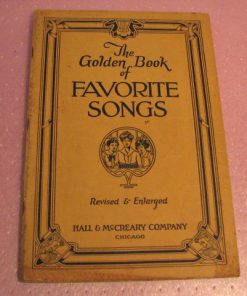 The
Golden Book
of
FAVORITE
SONGS
Revised & Enlarged
HALL & McCREARY COMPANY
CHICAGO